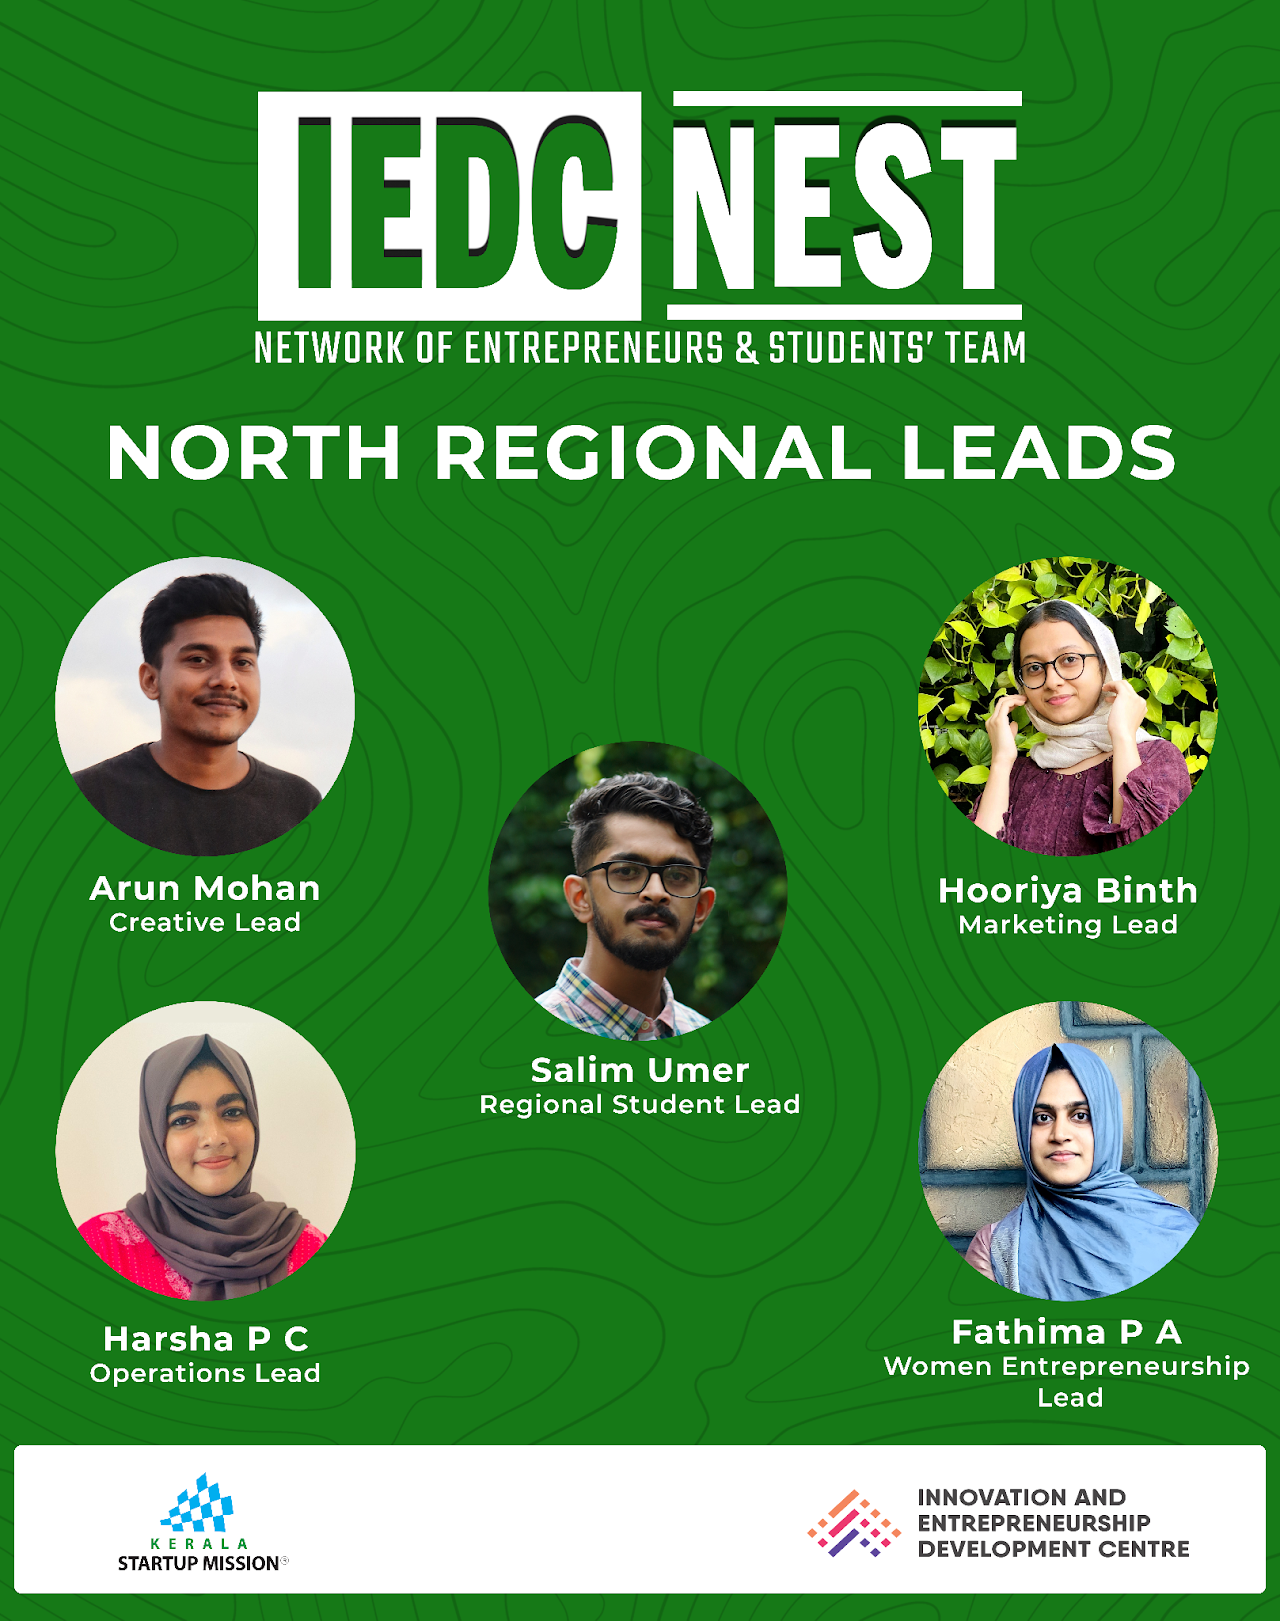 IEDC NEST
NETWORK OF ENTREPRENEURS & STUDENTS’ TEAM
NORTH REGIONAL LEADS
Arun Mohan
Creative Lead
Hooriya Binth
Marketing Lead
Salim Umer
Regional Student Lead
Harsha P C
Operations Lead
Fathima P A
Women Entrepreneurship
Lead
KERALA
STARTUP MISSION®
INNOVATION AND
ENTREPRENEURSHIP
DEVELOPMENT CENTRE